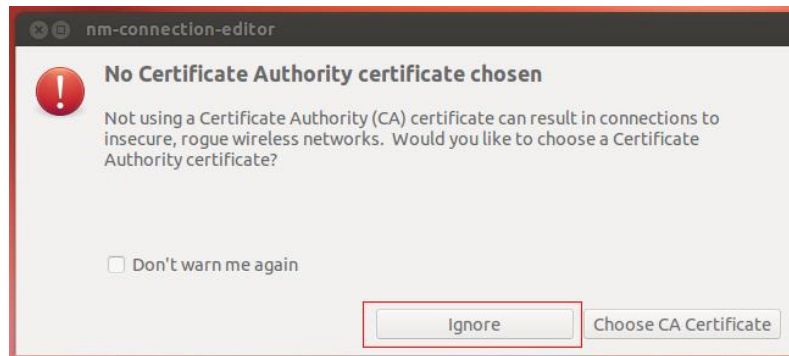 nm-connection-editor
No Certificate Authority certificate chosen
Not using a Certificate Authority (CA) certificate can result in connections to
insecure, rogue wireless networks.  Would you like to choose a Certificate
Authority certificate?
Don't warn me again
Ignore
Choose CA Certificate